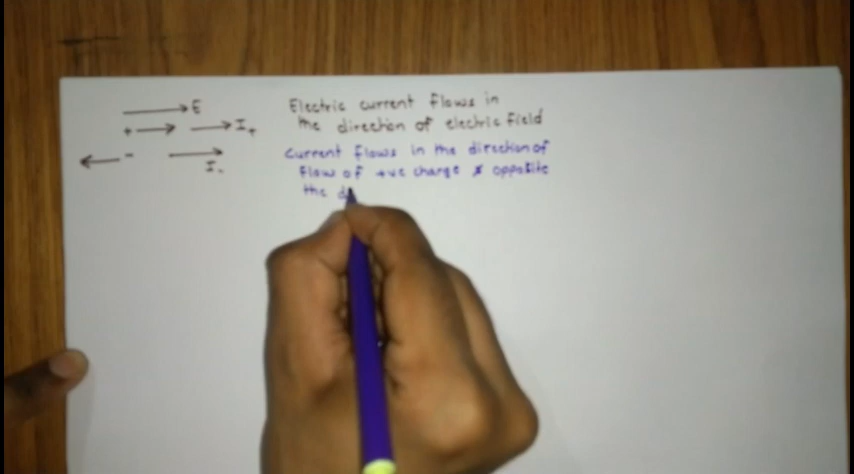 E
+ I+
- I-
Electric current flows in
the direction of electric field
Current flows in the direction of
flow of +ve charge & opposite
the d